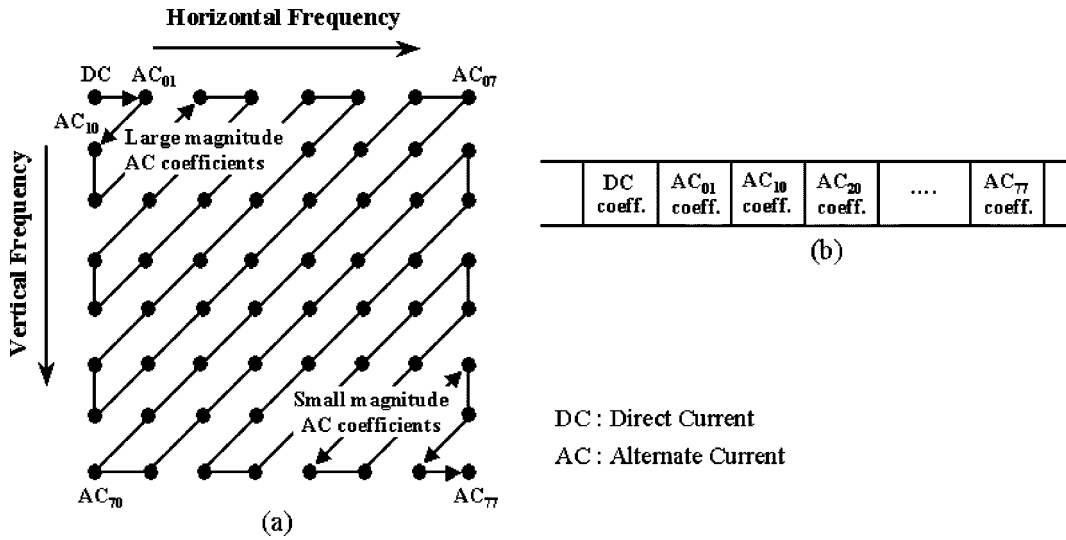 Horizontal Frequency
DC AC01 AC07
AC10
Large magnitude
AC coefficients
Vertical Frequency
Small magnitude
AC coefficients
AC70 AC77
(a)
DC coeff. AC01 coeff. AC10 coeff. AC20 coeff. .... AC77 coeff.
(b)
DC : Direct Current
AC : Alternate Current